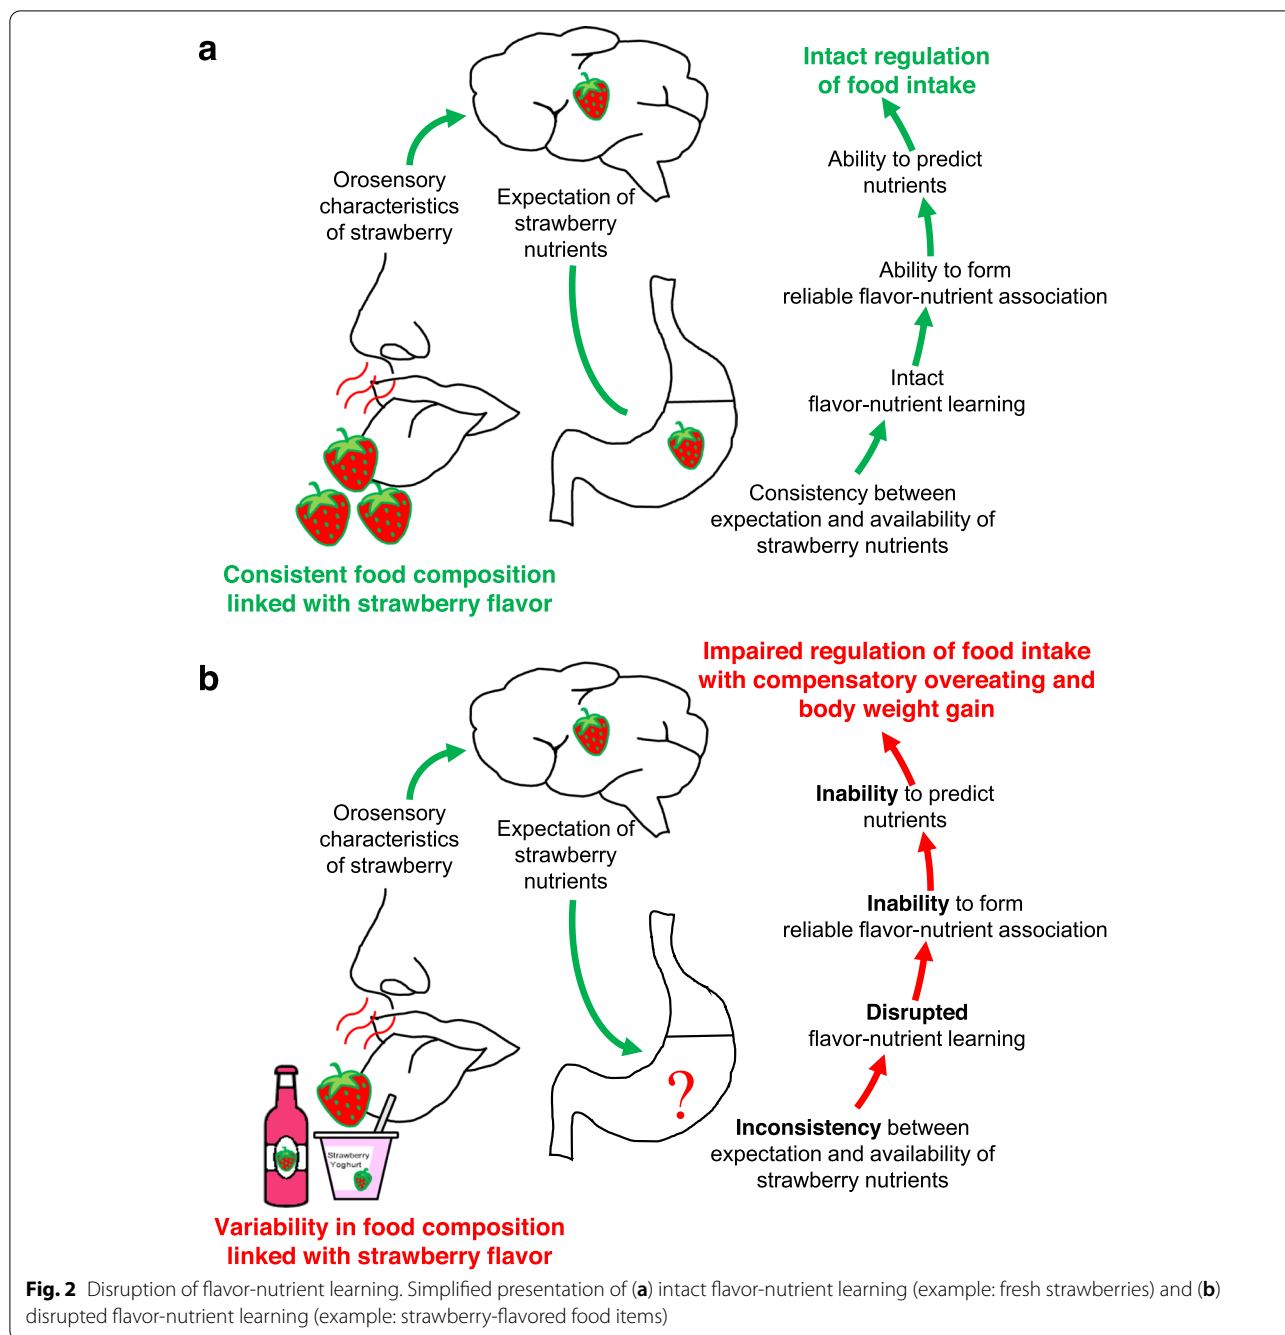 a
Orosensory
characteristics
of strawberry
Expectation of
strawberry
nutrients
Consistent food composition
linked with strawberry flavor
Intact regulation
of food intake
Ability to predict
nutrients
Ability to form
reliable flavor-nutrient association
Intact
flavor-nutrient learning
Consistency between
expectation and availability of
strawberry nutrients
b
Orosensory
characteristics
of strawberry
Expectation of
strawberry
nutrients
?
Strawberry
Yoghurt
Variability in food composition
linked with strawberry flavor
Impaired regulation of food intake
with compensatory overeating and
body weight gain
Inability to predict
nutrients
Inability to form
reliable flavor-nutrient association
Disrupted
flavor-nutrient learning
Inconsistency between
expectation and availability of
strawberry nutrients
Fig. 2 Disruption of flavor-nutrient learning. Simplified presentation of (a) intact flavor-nutrient learning (example: fresh strawberries) and (b)
disrupted flavor-nutrient learning (example: strawberry-flavored food items)